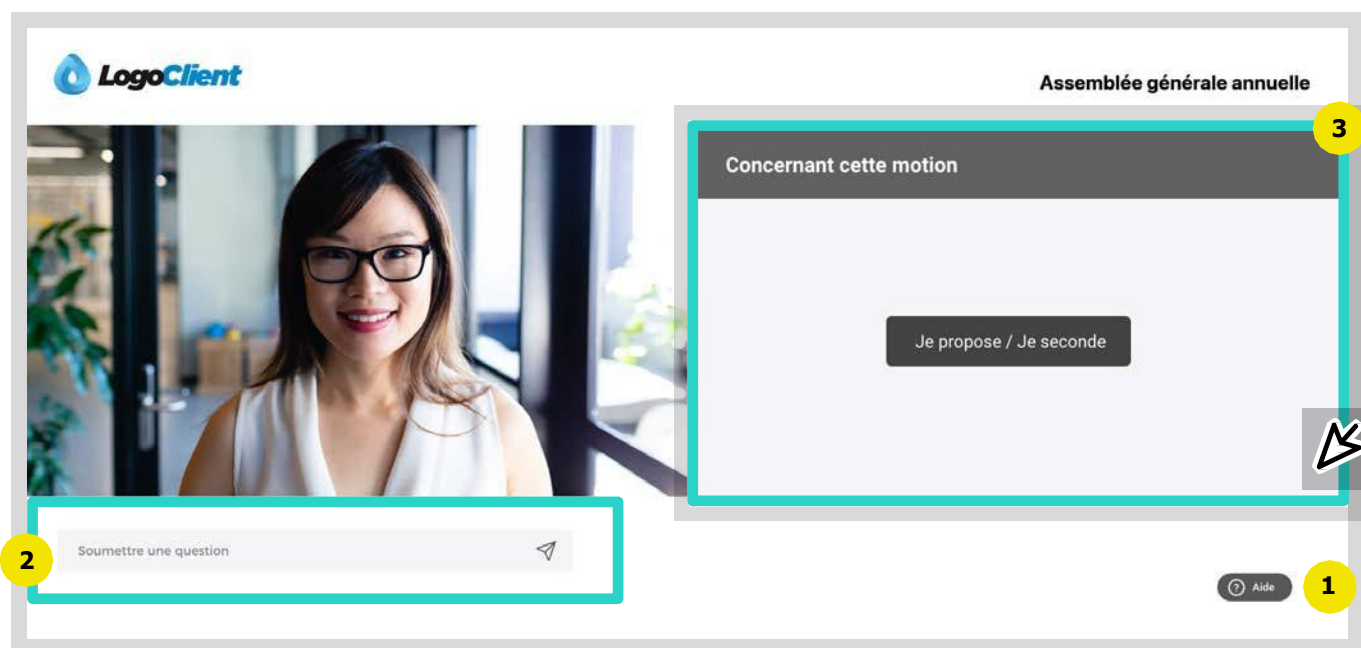 LogoClient
Assemblée générale annuelle
3
Concernant cette motion
Je propose / Je seconde
2
Soumettre une question
? Aide
1